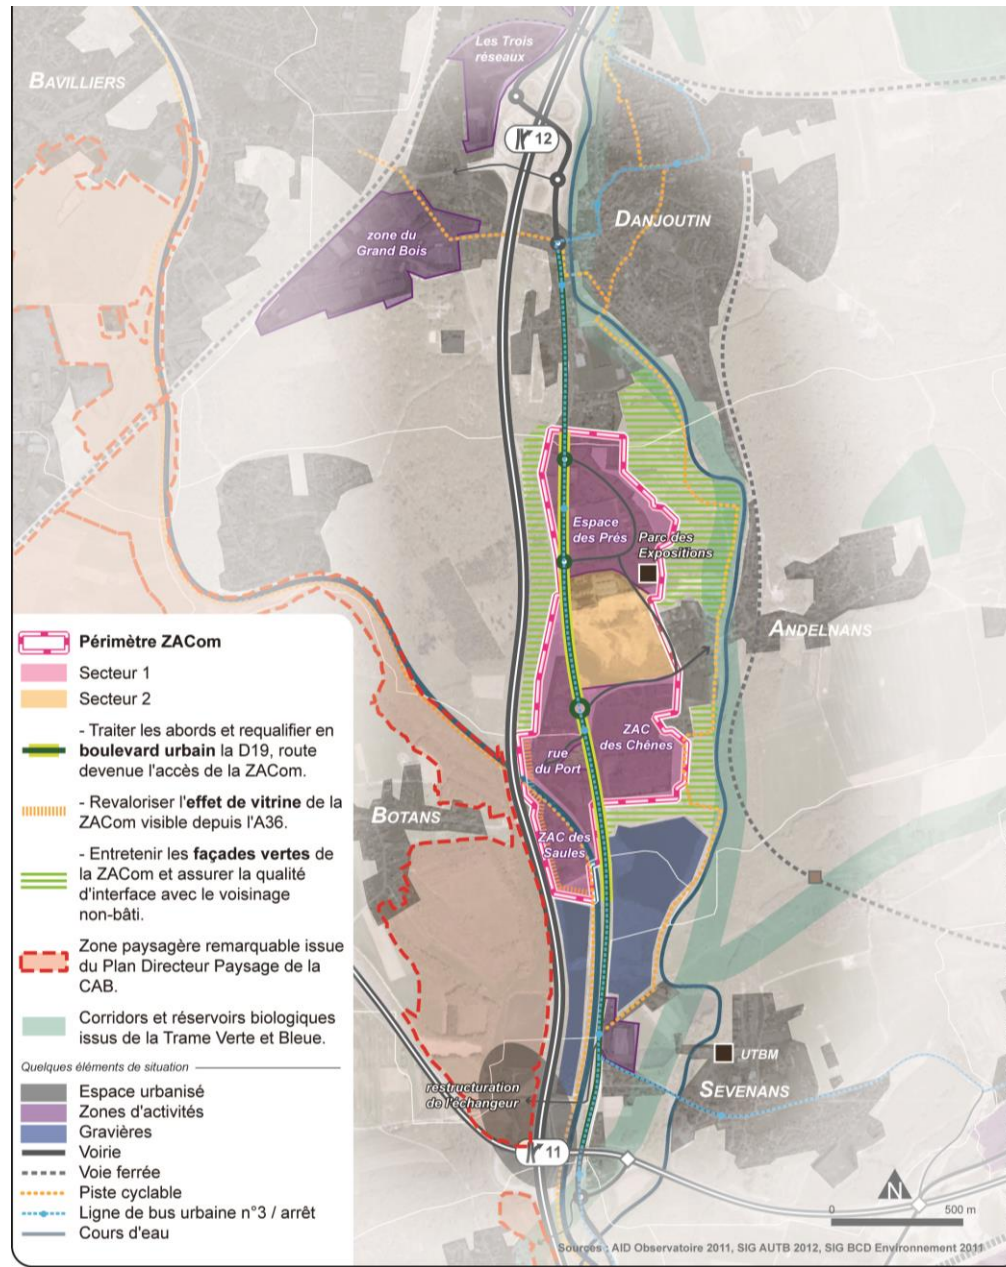 Les Trois
réseaux
BAVILLIERS
12
DANJOUTIN
zone du
Grand Bois
Espace
des Prés
Parc des
Expositions
ANDELNANS
ZAC
des Chênes
rue
du Port
BOTANS
ZAC des
Saules
UTBM
SEVENANS
restructuration
de l'échangeur
11
N
0 500 m
Sources : AID Observatoire 2011, SIG AUTB 2012, SIG BCD Environnement 2011
Périmètre ZACom
Secteur 1
Secteur 2
- Traiter les abords et requalifier en
boulevard urbain la D19, route
devenue l'accès de la ZACom.
- Revaloriser l'effet de vitrine de la
ZACom visible depuis l'A36.
- Entretenir les façades vertes de
la ZACom et assurer la qualité
d'interface avec le voisinage
non-bâti.
Zone paysagère remarquable issue
du Plan Directeur Paysage de la
CAB.
Corridors et réservoirs biologiques
issus de la Trame Verte et Bleue.
Quelques éléments de situation
Espace urbanisé
Zones d'activités
Gravières
Voirie
Voie ferrée
Piste cyclable
Ligne de bus urbaine n°3 / arrêt
Cours d'eau